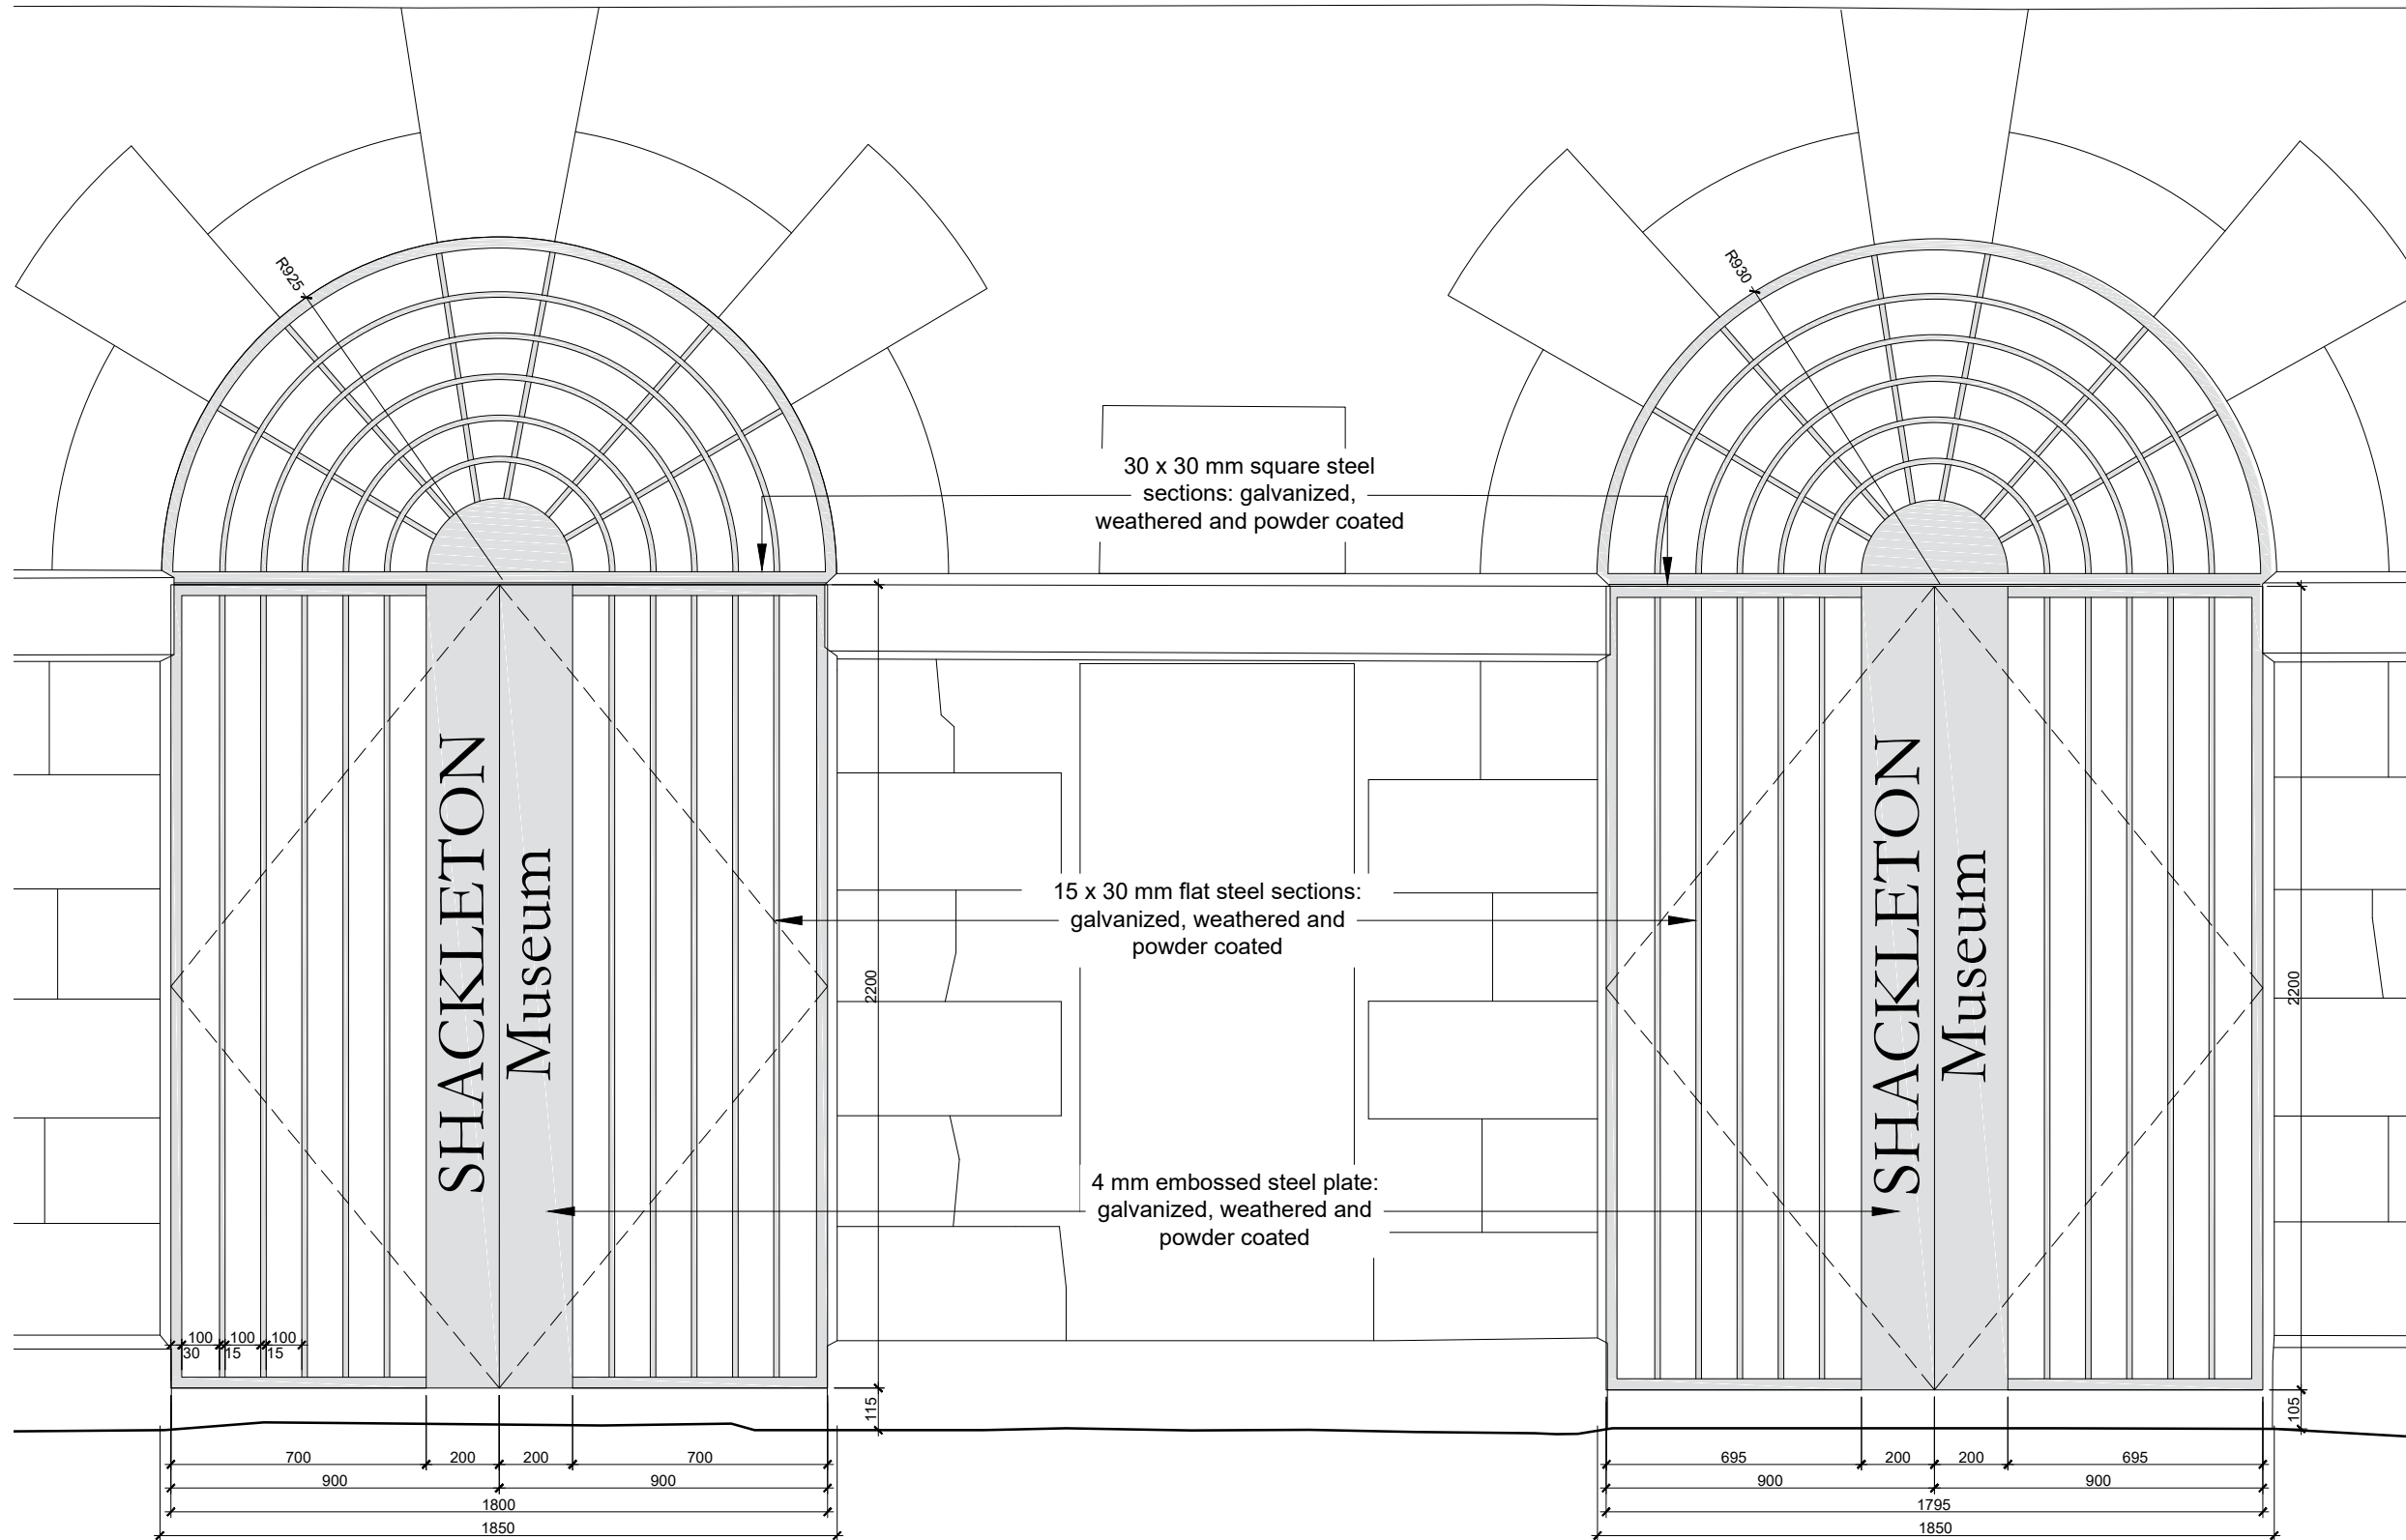 R925
R930
30 x 30 mm square steel
sections: galvanized,
weathered and powder coated
SHACKLETON
Museum
SHACKLETON
Museum
15 x 30 mm flat steel sections:
galvanized, weathered and
powder coated
2200
2200
4 mm embossed steel plate:
galvanized, weathered and
powder coated
100 100 100
30 15 15
115
105
700 200 200 700
695 200 200 695
900 900
900 900
1800
1795
1850
1850